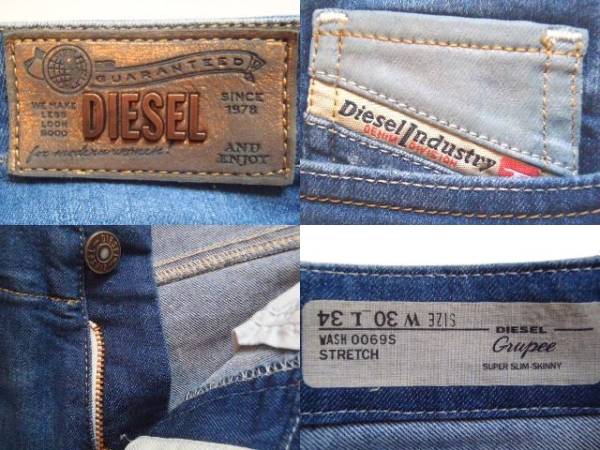 GUARANTEED
WE MAKE
LESS
LOOK
GOOD
DIESEL
SINCE
1978
for modern women!
AND
ENJOY
Diesel Industry
DENIM DIVISION
DIESEL
SIZE W 30 L 34
WASH 0069S
STRETCH
DIESEL
Grupee
SUPER SLIM-SKINNY